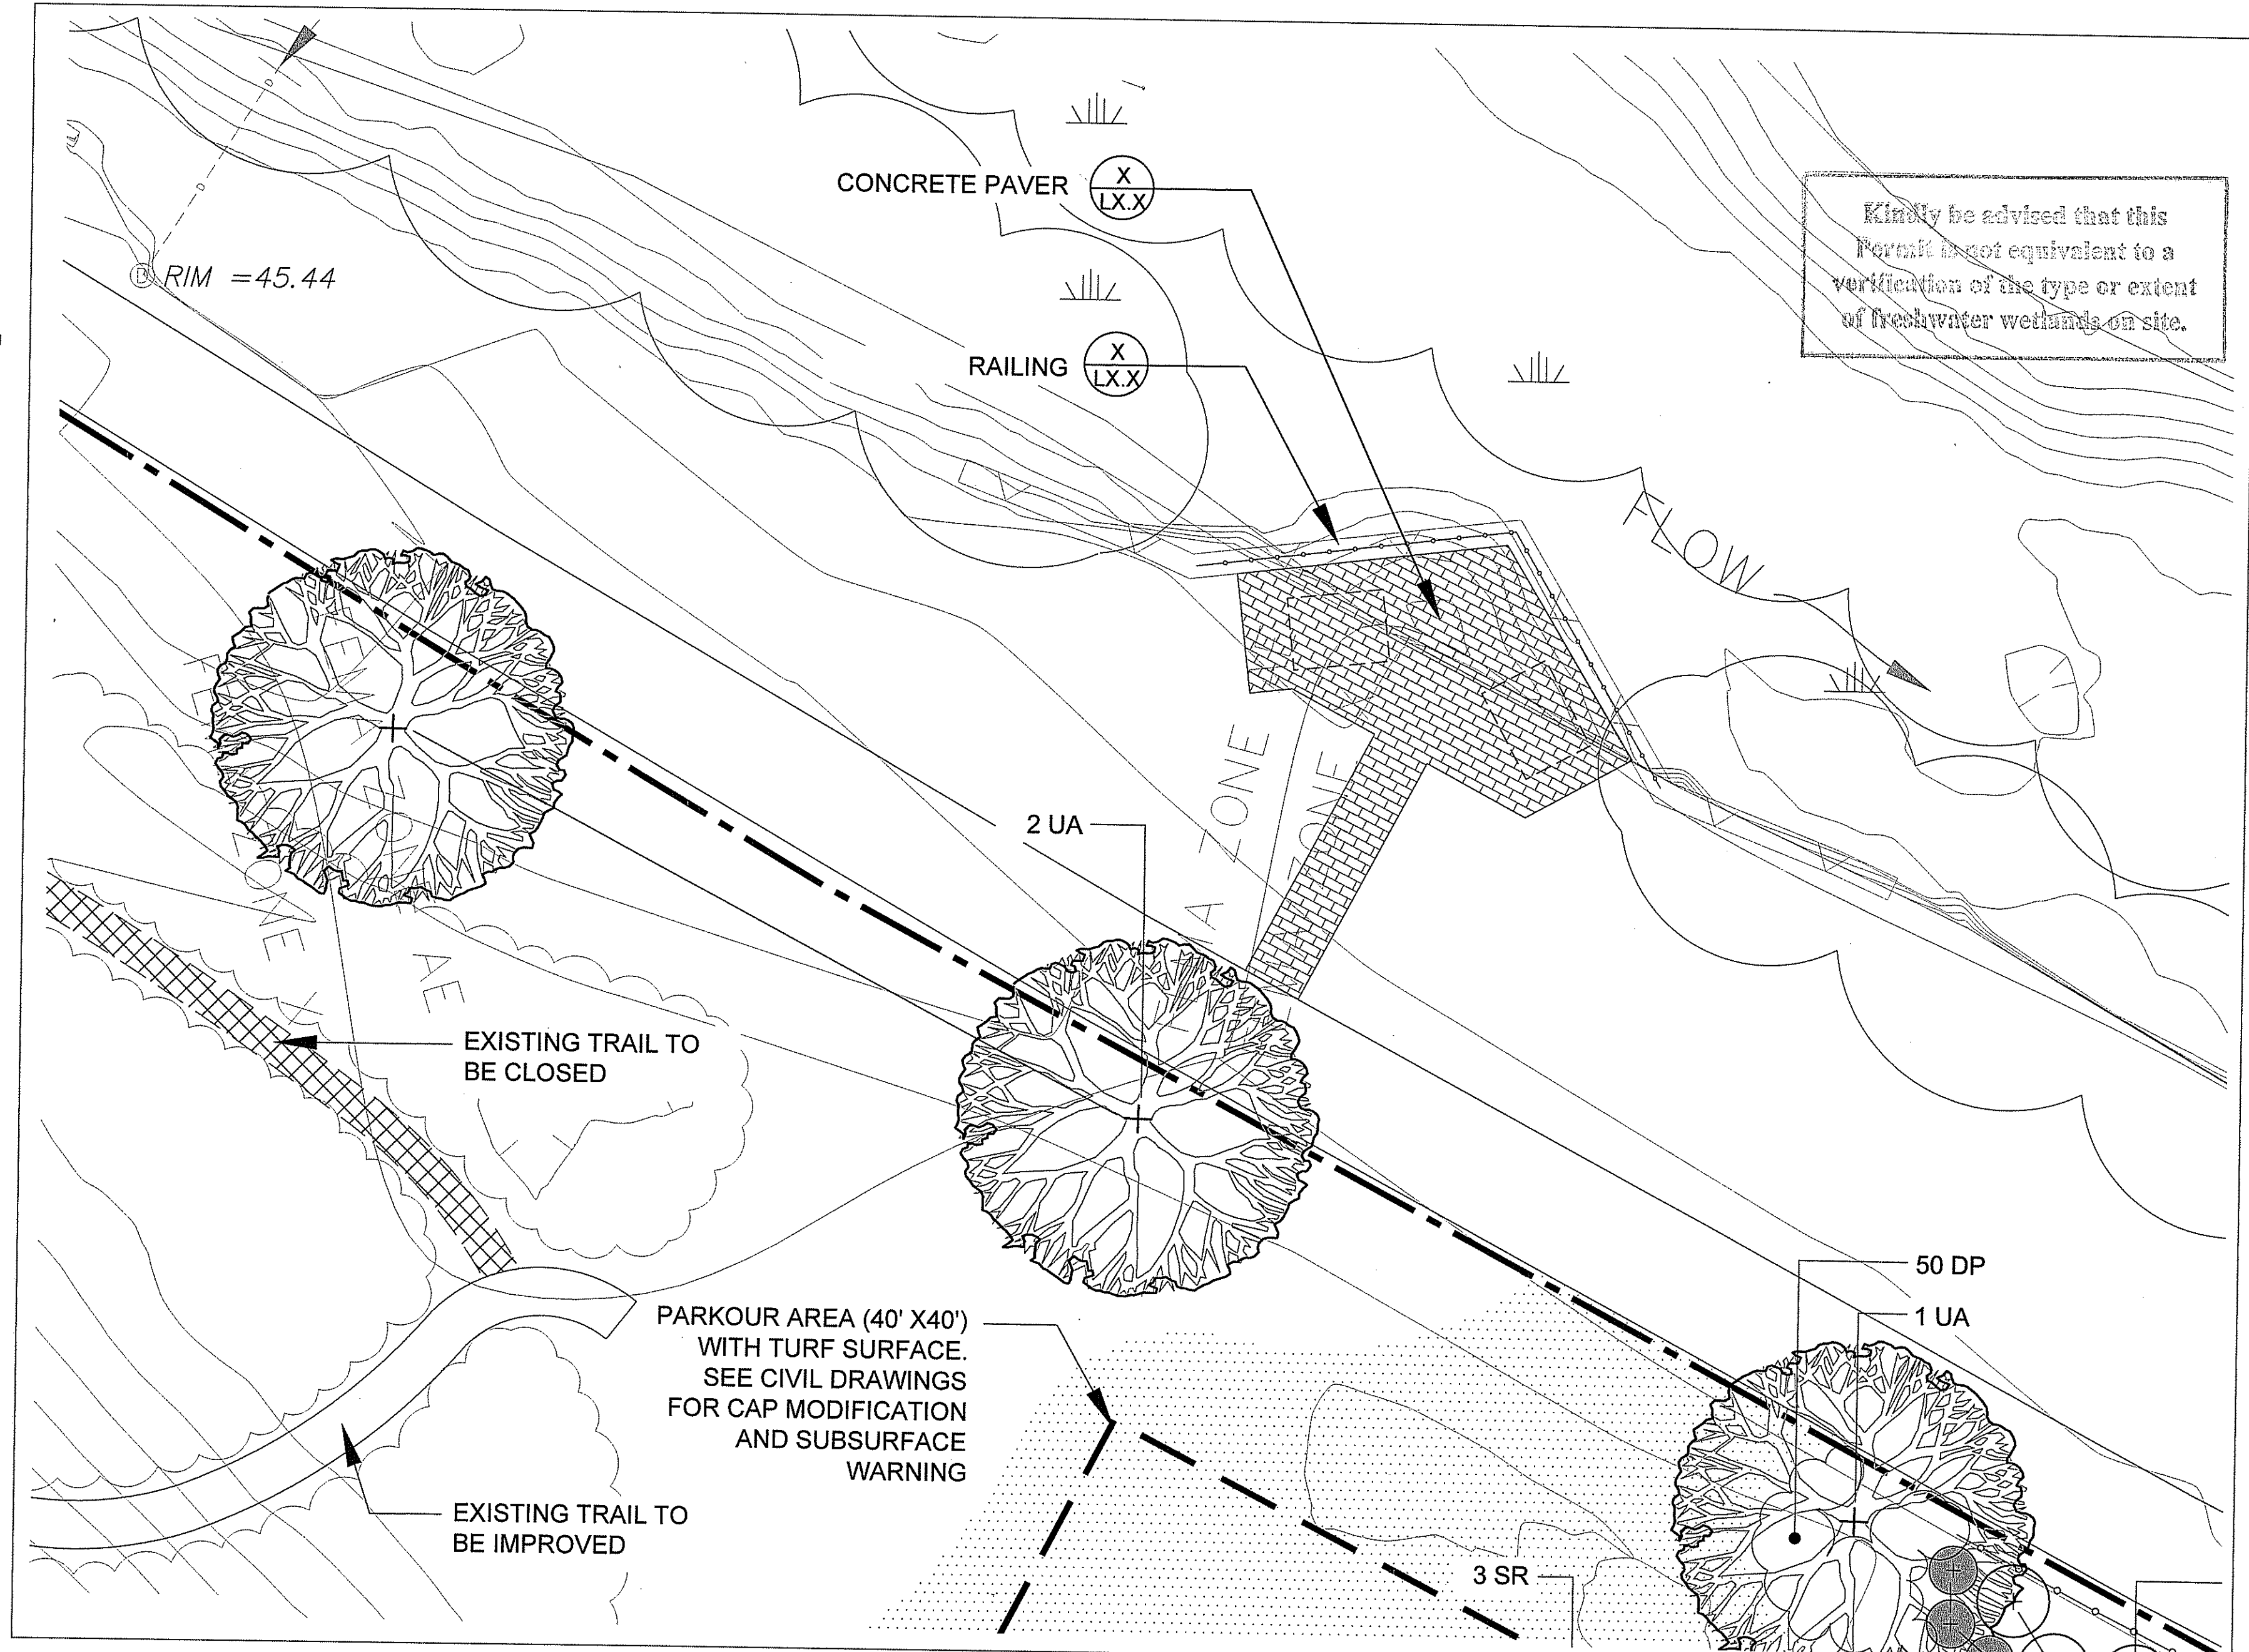 CONCRETE PAVER
X
LX.X
Kindly be advised that this
Permit is not equivalent to a
verification of the type or extent
of freshwater wetlands on site.
RIM =45.44
RAILING
X
LX.X
FLOW
ZONE
ZONE
A
2 UA
ZONE
AE
EXISTING TRAIL TO
BE CLOSED
50 DP
1 UA
PARKOUR AREA (40' X40')
WITH TURF SURFACE.
SEE CIVIL DRAWINGS
FOR CAP MODIFICATION
AND SUBSURFACE
WARNING
EXISTING TRAIL TO
BE IMPROVED
3 SR